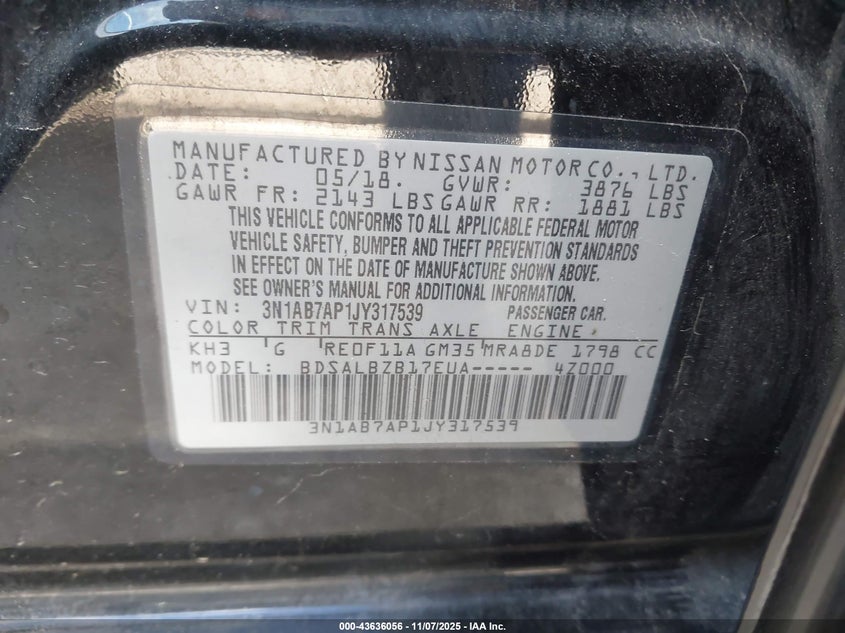 MANUFACTURED BY NISSAN MOTOR CO., LTD.
DATE: 05/18. GVWR: 3876 LBS
GAWR FR: 2143 LBS GAWR RR: 1881 LBS
THIS VEHICLE CONFORMS TO ALL APPLICABLE FEDERAL MOTOR
VEHICLE SAFETY, BUMPER AND THEFT PREVENTION STANDARDS
IN EFFECT ON THE DATE OF MANUFACTURE SHOWN ABOVE.
SEE OWNER'S MANUAL FOR ADDITIONAL INFORMATION.
VIN: 3N1AB7AP1JY317539 PASSENGER CAR.
COLOR TRIM TRANS AXLE ENGINE
KH3 G RE0F11A GM35 MRA8DE 1798 CC
MODEL: BDSALBZB17EUA----- 4Z000
3N1AB7AP1JY317539
000-43636056 - 11/07/2025 - IAA Inc.